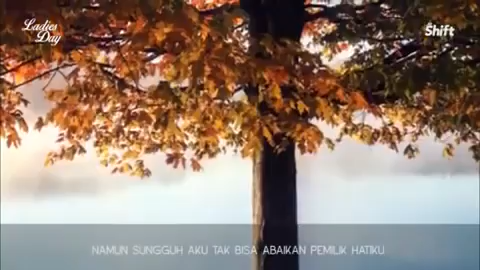 Ladies Day
Shift
NAMUN SUNGGUH AKU TAK BISA ABAIKAN PEMILIK HATIKU